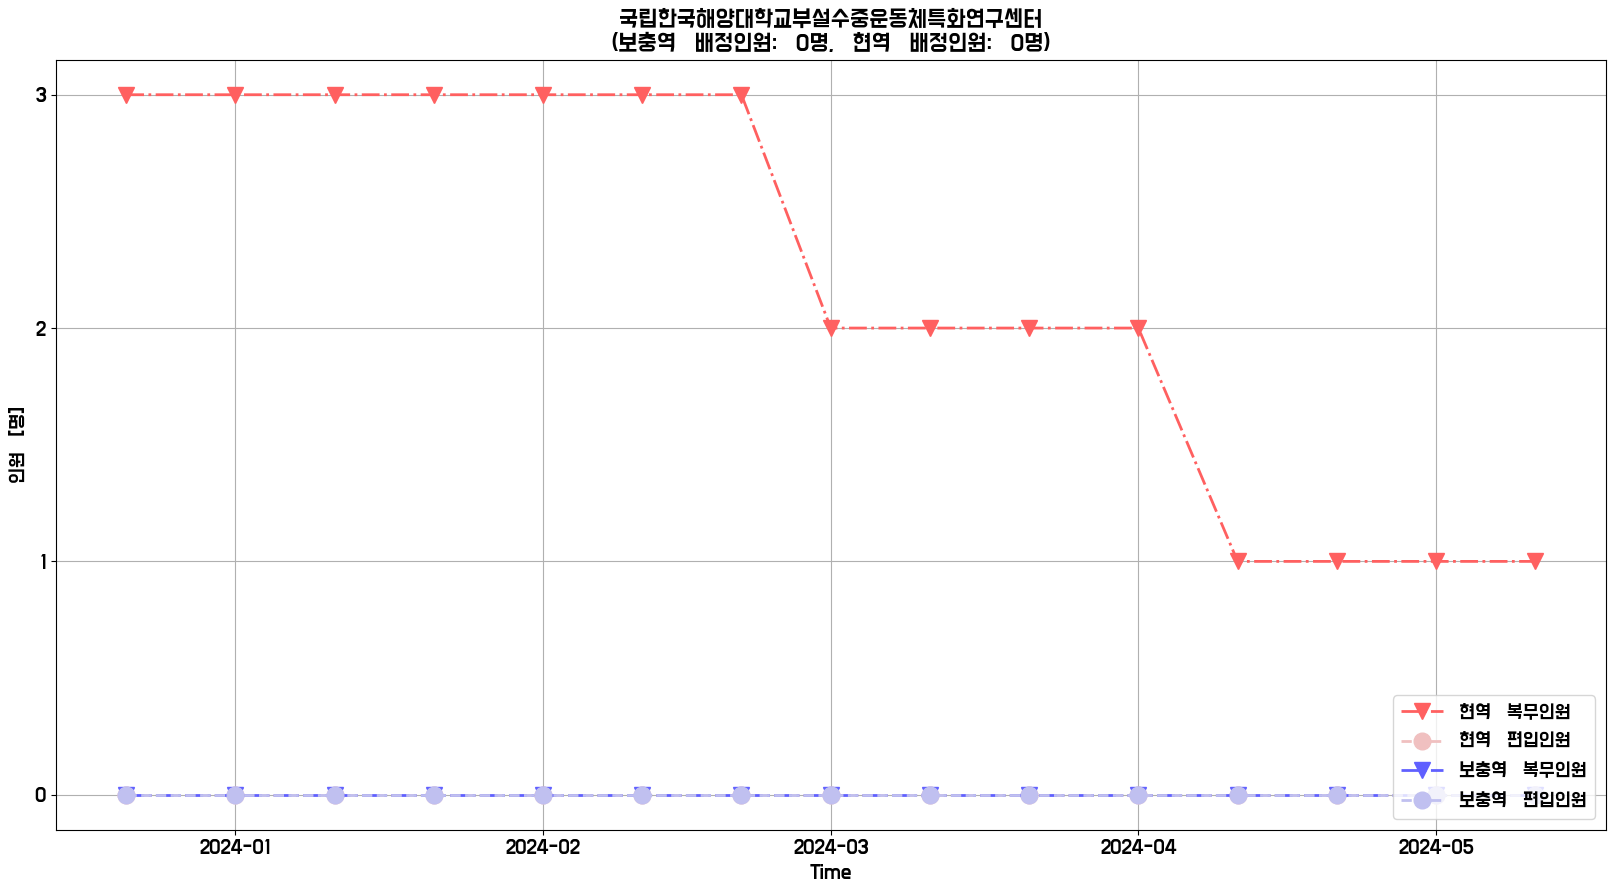 국립한국해양대학교부설수중운동체특화연구센터
(보충역 배정인원: 0명, 현역 배정인원: 0명)
인원 [명]
3
2
1
0
현역 복무인원
현역 편입인원
보충역 복무인원
보충역 편입인원
2024-01 2024-02 2024-03 2024-04 2024-05
Time